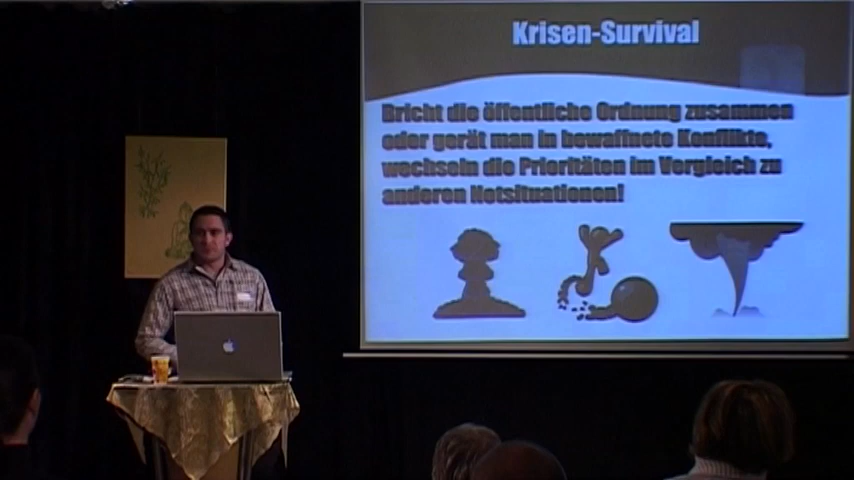 Krisen-Survival
Bricht die öffentliche Ordnung zusammen
oder gerät man in bewaffnete Konflikte,
wechseln die Prioritäten im Vergleich zu
anderen Notsituationen!